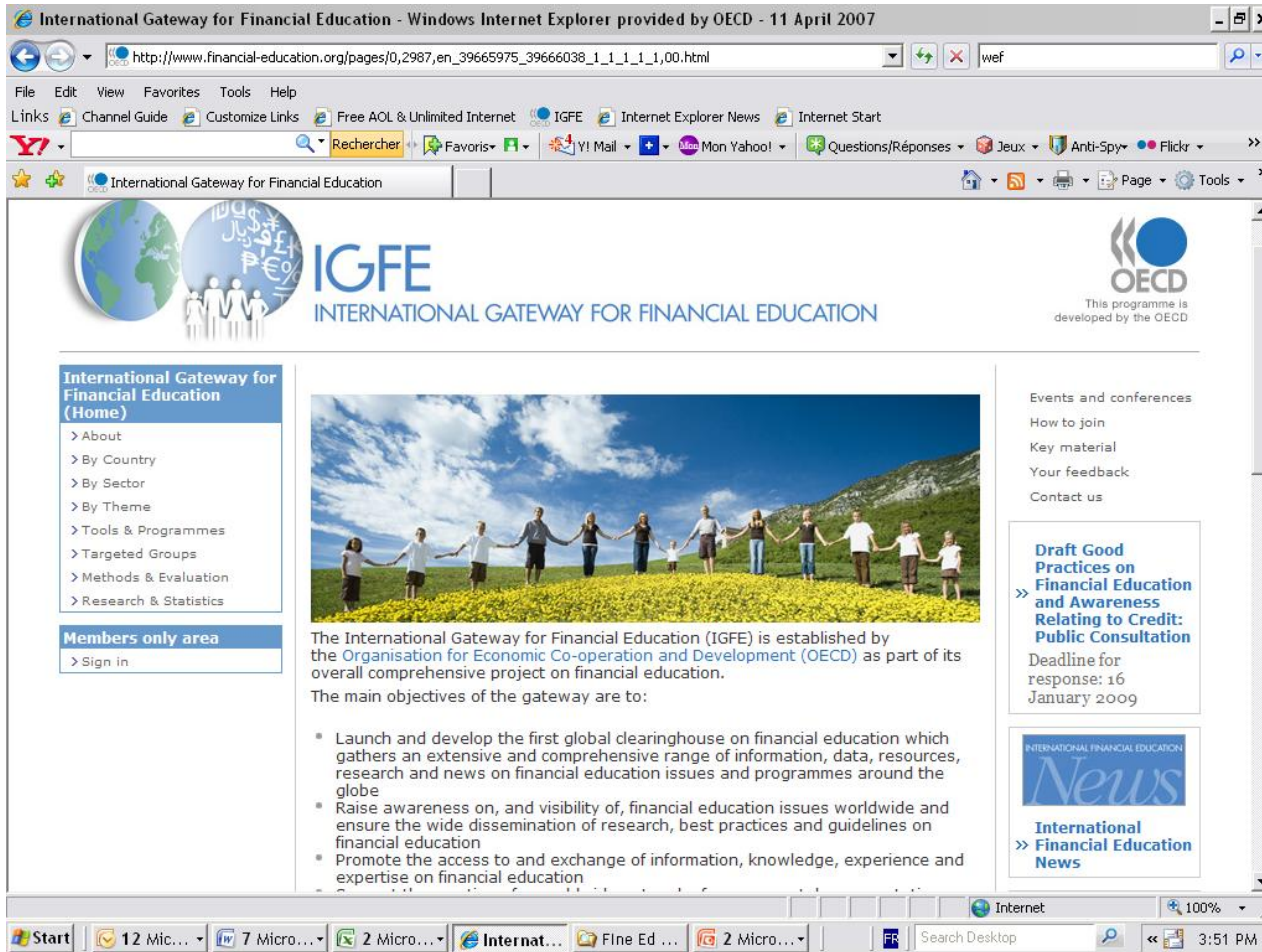 International Gateway for Financial Education - Windows Internet Explorer provided by OECD - 11 April 2007
http://www.financial-education.org/pages/0,2987,en_39665975_39666038_1_1_1_1_1,00.html
wef
File Edit View Favorites Tools Help
Links Channel Guide Customize Links Free AOL & Unlimited Internet IGFE Internet Explorer News Internet Start
Y! Rechercher Favoris Y! Mail Mon Yahoo! Questions/Réponses Jeux Anti-Spy Flickr >>
International Gateway for Financial Education
Page Tools
IGFE
INTERNATIONAL GATEWAY FOR FINANCIAL EDUCATION
OECD
This programme is
developed by the OECD
International Gateway for
Financial Education
(Home)
> About
> By Country
> By Sector
> By Theme
> Tools & Programmes
> Targeted Groups
> Methods & Evaluation
> Research & Statistics
Members only area
> Sign in
The International Gateway for Financial Education (IGFE) is established by
the Organisation for Economic Co-operation and Development (OECD) as part of its
overall comprehensive project on financial education.
The main objectives of the gateway are to:
Launch and develop the first global clearinghouse on financial education which
gathers an extensive and comprehensive range of information, data, resources,
research and news on financial education issues and programmes around the
globe
Raise awareness on, and visibility of, financial education issues worldwide and
ensure the wide dissemination of research, best practices and guidelines on
financial education
Promote the access to and exchange of information, knowledge, experience and
expertise on financial education
Events and conferences
How to join
Key material
Your feedback
Contact us
Draft Good
Practices on
» Financial Education
and Awareness
Relating to Credit:
Public Consultation
Deadline for
response: 16
January 2009
INTERNATIONAL FINANCIAL EDUCATION
News
International
» Financial Education
News
Internet 100%
Start 12 Mic... 7 Micro... 2 Micro... Internat... FIne Ed ... 2 Micro... FR Search Desktop « 3:51 PM